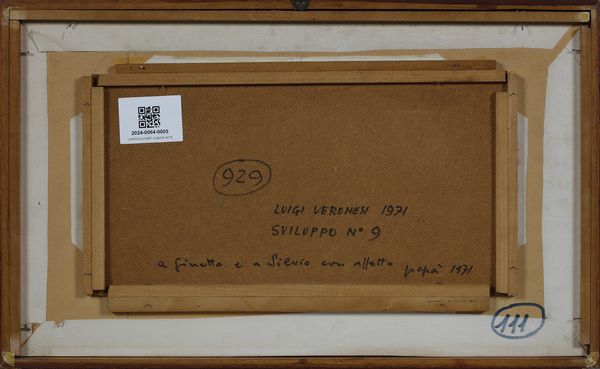 2024-0064-0005
929
LUIGI VERONESI 1971
SVILUPPO N° 9
a Ginetta e a Silvio con affetto papà 1971
111